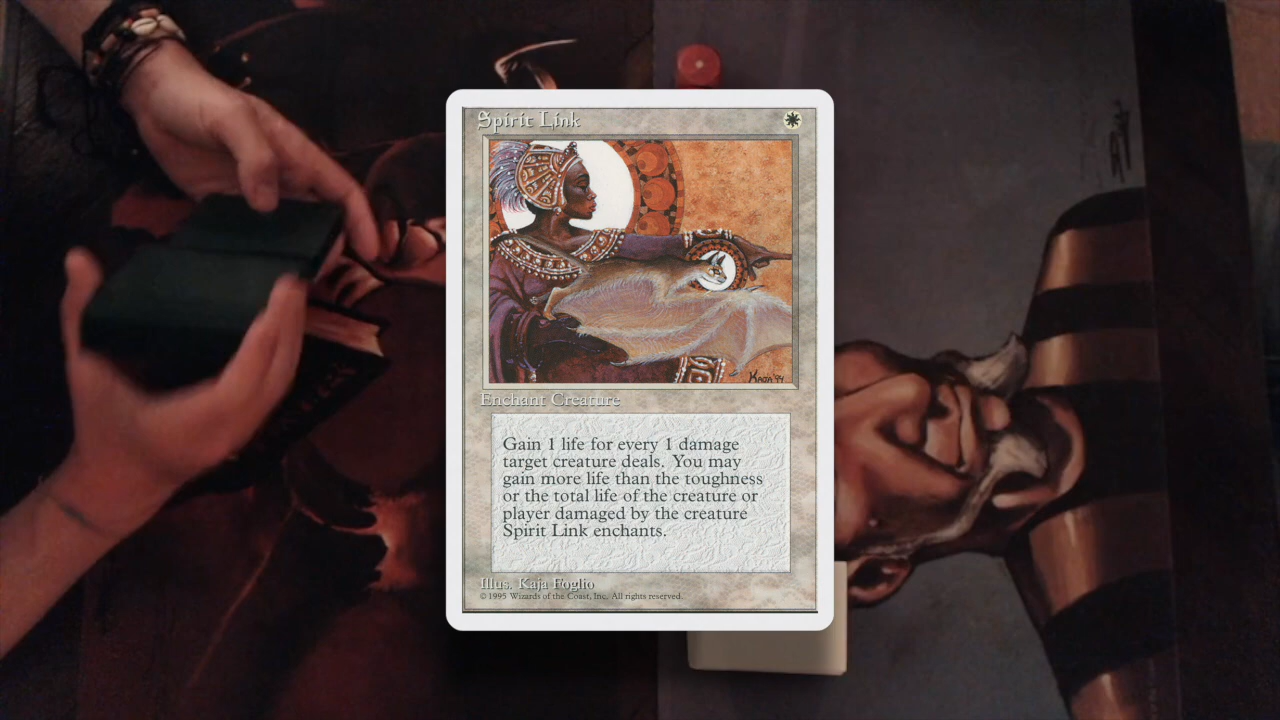 Spirit Link
KAJA '94
Enchant Creature
Gain 1 life for every 1 damage
target creature deals. You may
gain more life than the toughness
or the total life of the creature or
player damaged by the creature
Spirit Link enchants.
Illus. Kaja Foglio
© 1995 Wizards of the Coast, Inc. All rights reserved.